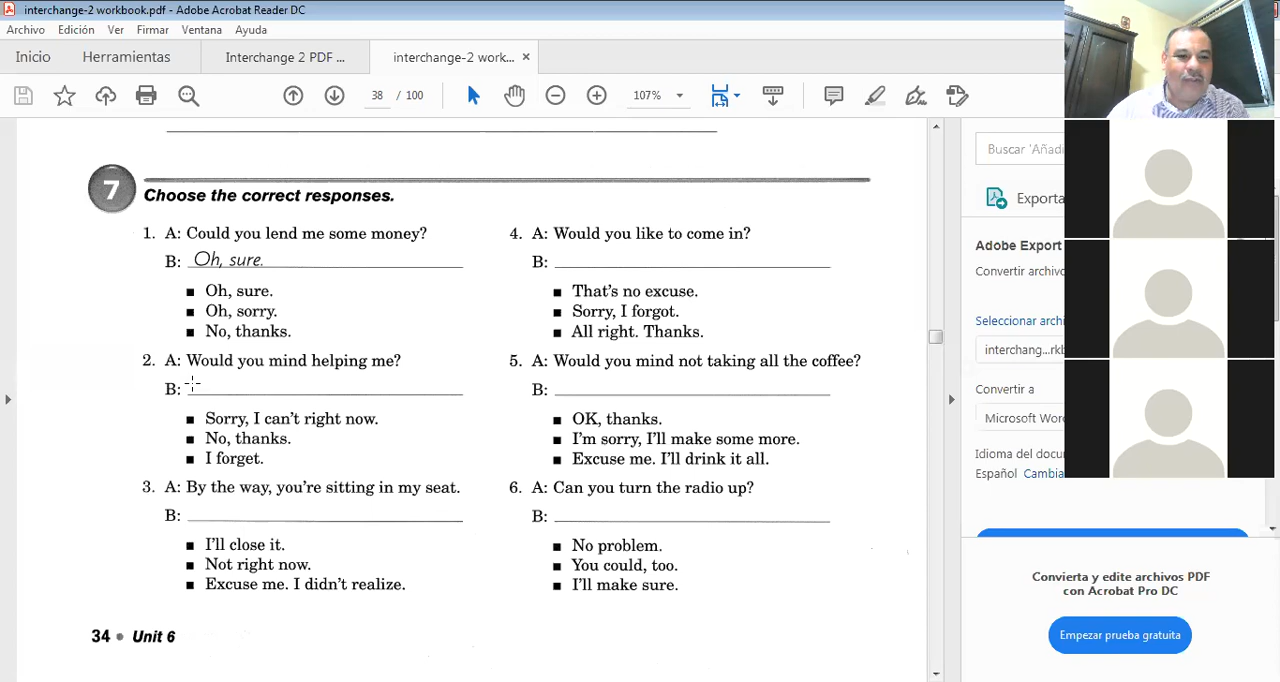 interchange-2 workbook.pdf - Adobe Acrobat Reader DC
Archivo Edición Ver Firmar Ventana Ayuda
Inicio Herramientas Interchange 2 PDF ... interchange-2 work... ×
38 / 100 107%
7
Choose the correct responses.
1. A: Could you lend me some money?
B: Oh, sure.
■ Oh, sure.
■ Oh, sorry.
■ No, thanks.
2. A: Would you mind helping me?
B:
■ Sorry, I can't right now.
■ No, thanks.
■ I forget.
3. A: By the way, you're sitting in my seat.
B:
■ I'll close it.
■ Not right now.
■ Excuse me. I didn't realize.
4. A: Would you like to come in?
B:
■ That's no excuse.
■ Sorry, I forgot.
■ All right. Thanks.
5. A: Would you mind not taking all the coffee?
B:
■ OK, thanks.
■ I'm sorry, I'll make some more.
■ Excuse me. I'll drink it all.
6. A: Can you turn the radio up?
B:
■ No problem.
■ You could, too.
■ I'll make sure.
34 • Unit 6
Buscar 'Añadi
Exporta
Adobe Export
Convertir archivo
Seleccionar archi
interchang...rkb
Convertir a
Microsoft Word
Idioma del docu
Español Cambia
Convierta y edite archivos PDF
con Acrobat Pro DC
Empezar prueba gratuita